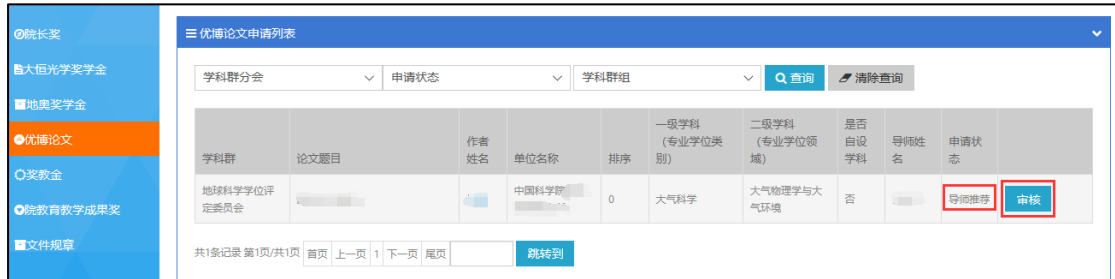 院长奖
大恒光学奖学金
地奥奖学金
优博论文
奖教金
院教育教学成果奖
文件规章
优博论文申请列表
学科群分会 申请状态 学科群组 查询 清除查询
学科群 论文题目 作者姓名 单位名称 排序 一级学科（专业学位类别） 二级学科（专业学位领域） 是否自设学科 导师姓名 申请状态
地球科学学位评定委员会 中国科学院 0 大气科学 大气物理学与大气环境 否 导师推荐 审核
共1条记录 第1页/共1页 首页 上一页 1 下一页 尾页 跳转到